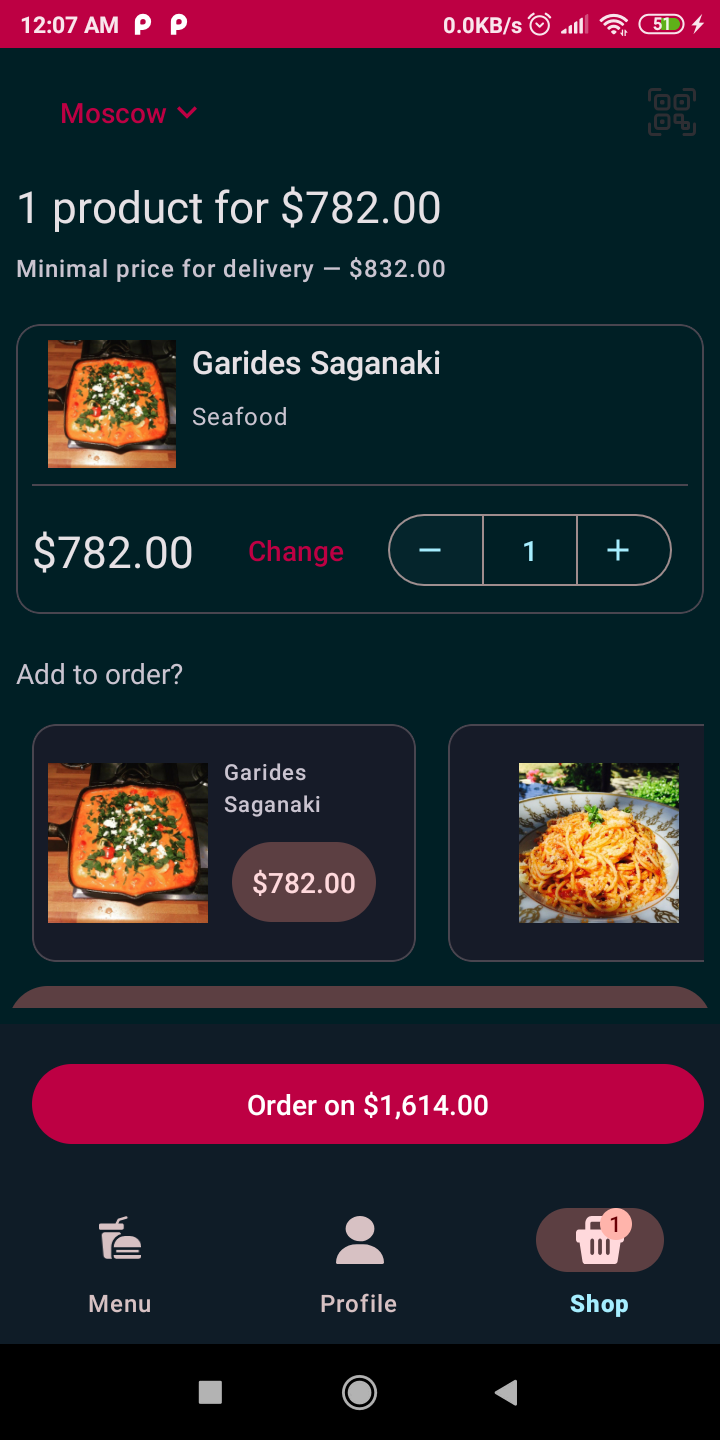 12:07 AM
0.0KB/s
51
Moscow
1 product for $782.00
Minimal price for delivery — $832.00
Garides Saganaki
Seafood
$782.00
Change
− 1 +
Add to order?
Garides
Saganaki
$782.00
Order on $1,614.00
1
Menu
Profile
Shop